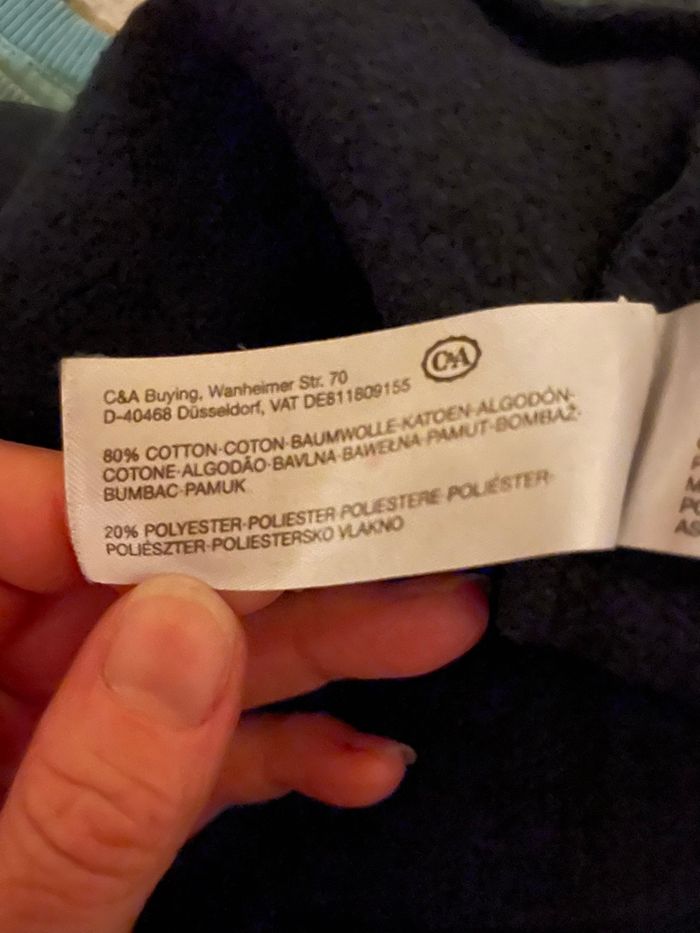 C&A
C&A Buying, Wanheimer Str. 70
D-40468 Düsseldorf, VAT DE811809155
80% COTTON·COTON·BAUMWOLLE·KATOEN·ALGODÓN·
COTONE·ALGODÃO·BAVLNA·BAWEŁNA·PAMUT·BOMBAŽ·
BUMBAC·PAMUK
20% POLYESTER·POLIESTER·POLIESTERE·POLIÉSTER·
POLIÉSZTER·POLIESTERSKO VLAKNO